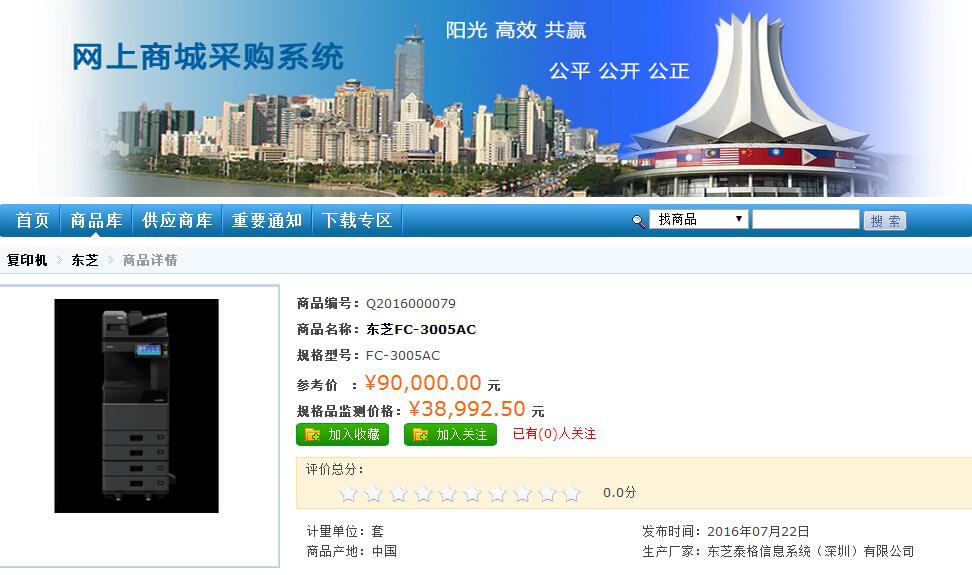 网上商城采购系统
阳光 高效 共赢
公平 公开 公正
首页 商品库 供应商库 重要通知 下载专区 找商品 搜 索
复印机 东芝 商品详情
商品编号：Q2016000079
商品名称：东芝FC-3005AC
规格型号：FC-3005AC
参考价 ：¥90,000.00 元
规格品监测价格：¥38,992.50 元
加入收藏 加入关注 已有(0)人关注
评价总分：
0.0分
计量单位：套 发布时间：2016年07月22日
商品产地：中国 生产厂家：东芝泰格信息系统（深圳）有限公司